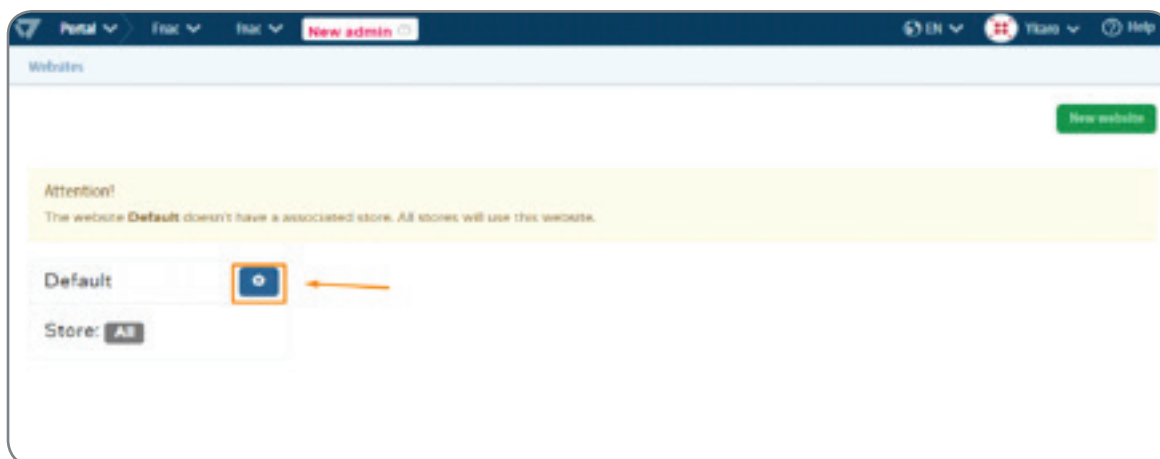 Portal Fnac fnac New admin EN Ykaro Help
Websites
New website
Attention!
The website Default doesn't have a associated store. All stores will use this website.
Default
Store: All